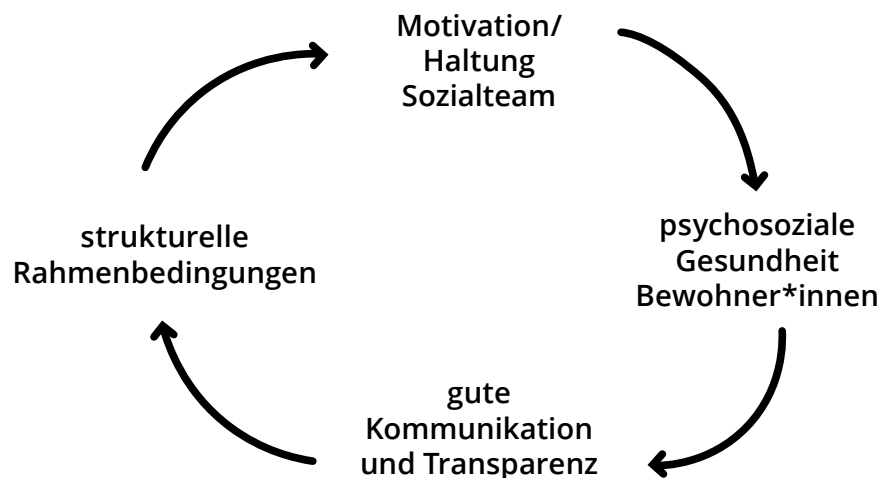 Motivation/
Haltung
Sozialteam
psychosoziale
Gesundheit
Bewohner*innen
gute
Kommunikation
und Transparenz
strukturelle
Rahmenbedingungen